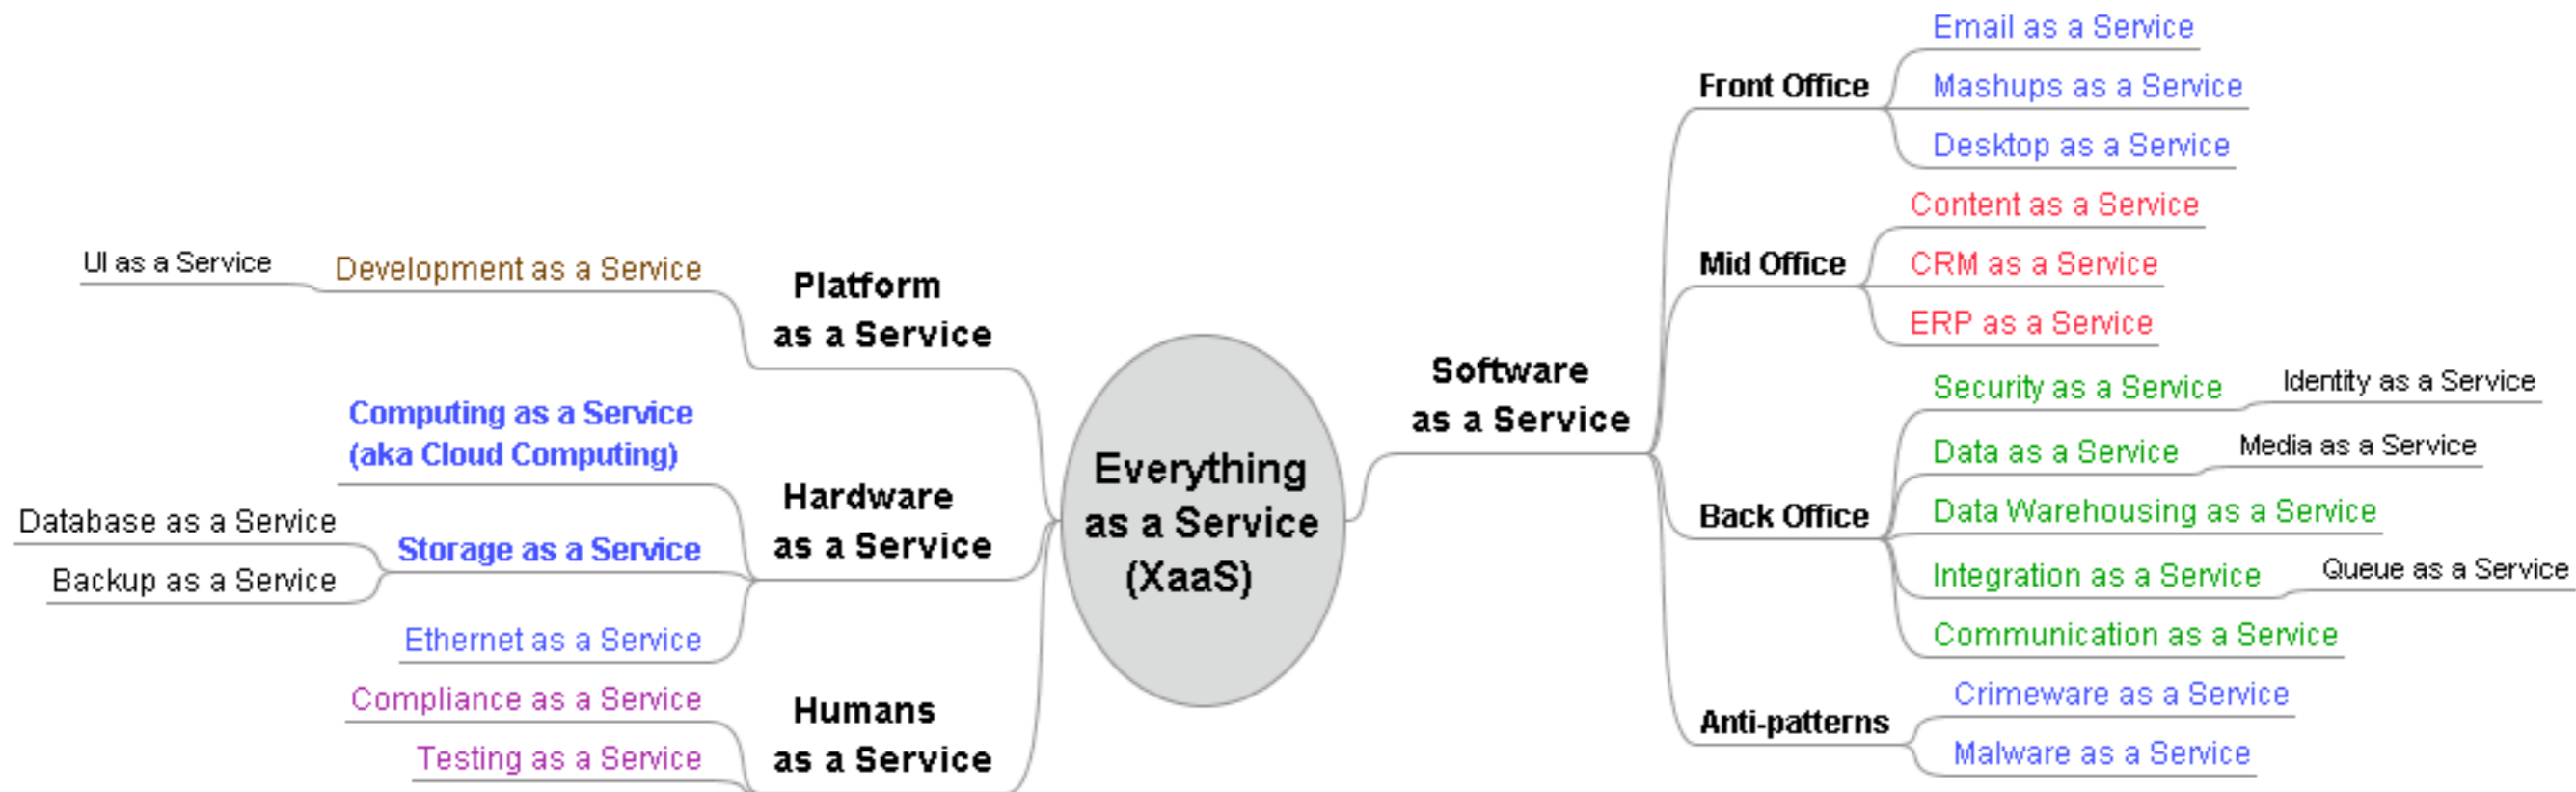 Everything
as a Service
(XaaS)
Platform
as a Service
Development as a Service
UI as a Service
Hardware
as a Service
Computing as a Service
(aka Cloud Computing)
Storage as a Service
Database as a Service
Backup as a Service
Ethernet as a Service
Humans
as a Service
Compliance as a Service
Testing as a Service
Software
as a Service
Front Office
Email as a Service
Mashups as a Service
Desktop as a Service
Mid Office
Content as a Service
CRM as a Service
ERP as a Service
Back Office
Security as a Service
Identity as a Service
Data as a Service
Media as a Service
Data Warehousing as a Service
Integration as a Service
Queue as a Service
Communication as a Service
Anti-patterns
Crimeware as a Service
Malware as a Service